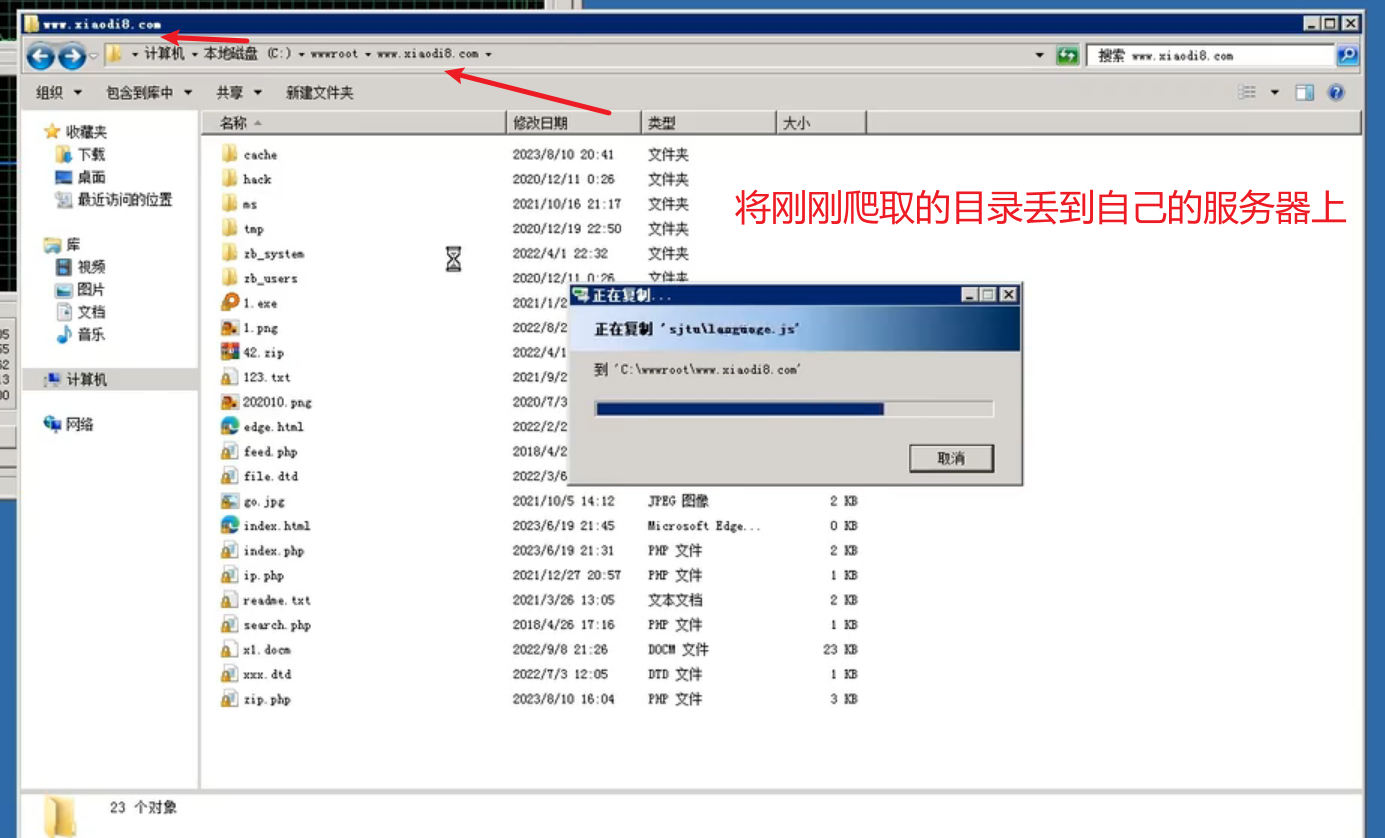 www.xiaodi8.com
计算机 本地磁盘 (C:) wwwroot www.xiaodi8.com 搜索 www.xiaodi8.com
组织 包含到库中 共享 新建文件夹
名称 修改日期 类型 大小
收藏夹
下载
桌面
最近访问的位置
库
视频
图片
文档
音乐
计算机
网络
cache 2023/8/10 20:41 文件夹
hack 2020/12/11 0:26 文件夹
ms 2021/10/16 21:17 文件夹
tmp 2020/12/19 22:50 文件夹
zb_system 2022/4/1 22:32 文件夹
zb_users 2020/12/11 0:26 文件夹
1.exe 2021/1/2
1.png 2022/8/2
42.zip 2022/4/1
123.txt 2021/9/2
202010.png 2020/7/3
edge.html 2022/2/2
feed.php 2018/4/2
file.dtd 2022/3/6
go.jpg 2021/10/5 14:12 JPEG 图像 2 KB
index.html 2023/6/19 21:45 Microsoft Edge... 0 KB
index.php 2023/6/19 21:31 PHP 文件 2 KB
ip.php 2021/12/27 20:57 PHP 文件 1 KB
readme.txt 2021/3/26 13:05 文本文档 2 KB
search.php 2018/4/26 17:16 PHP 文件 1 KB
x1.docm 2022/9/8 21:26 DOCM 文件 23 KB
xxx.dtd 2022/7/3 12:05 DTD 文件 1 KB
zip.php 2023/8/10 16:04 PHP 文件 3 KB
将刚刚爬取的目录丢到自己的服务器上
正在复制...
正在复制 'sjtu\language.js'
到 'C:\wwwroot\www.xiaodi8.com'
取消
23 个对象